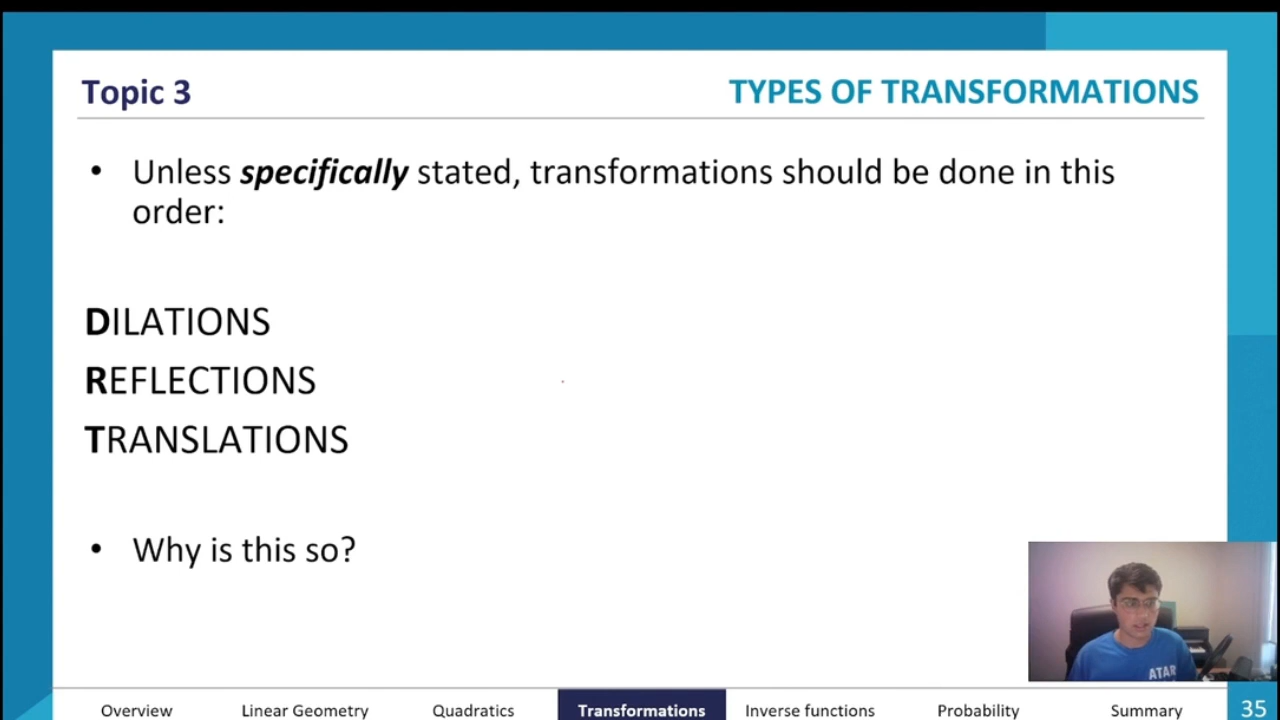 Topic 3
TYPES OF TRANSFORMATIONS
• Unless specifically stated, transformations should be done in this
order:
DILATIONS
REFLECTIONS
TRANSLATIONS
• Why is this so?
ATAR
Overview
Linear Geometry
Quadratics
Transformations
Inverse functions
Probability
Summary
35